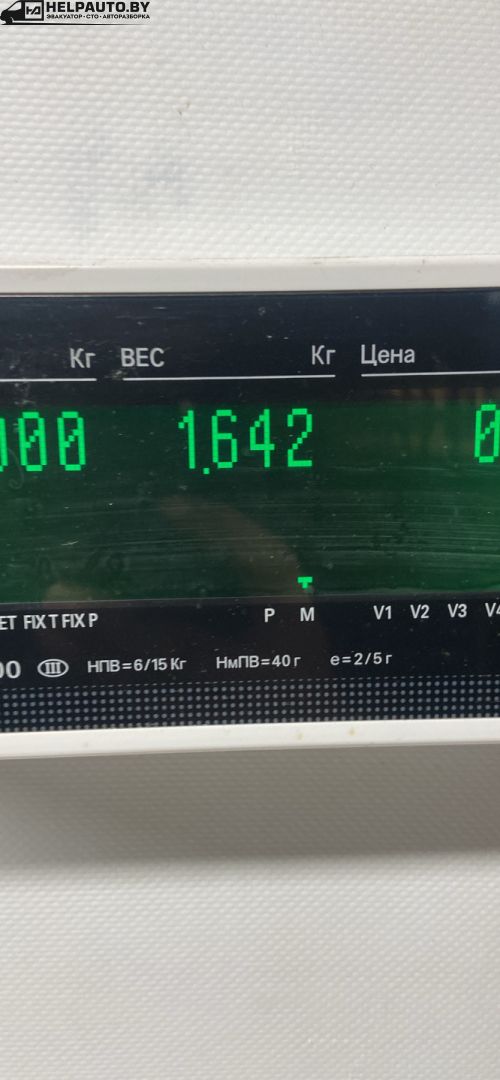 HELPAUTO.BY
ЭВАКУАТОР • СТО • АВТОРАЗБОРКА
Кг ВЕС Кг Цена
000 1.642 0
ET FIX T FIX P P M V1 V2 V3 V4
00 III НПВ=6/15 Кг НмПВ=40 г е=2/5 г